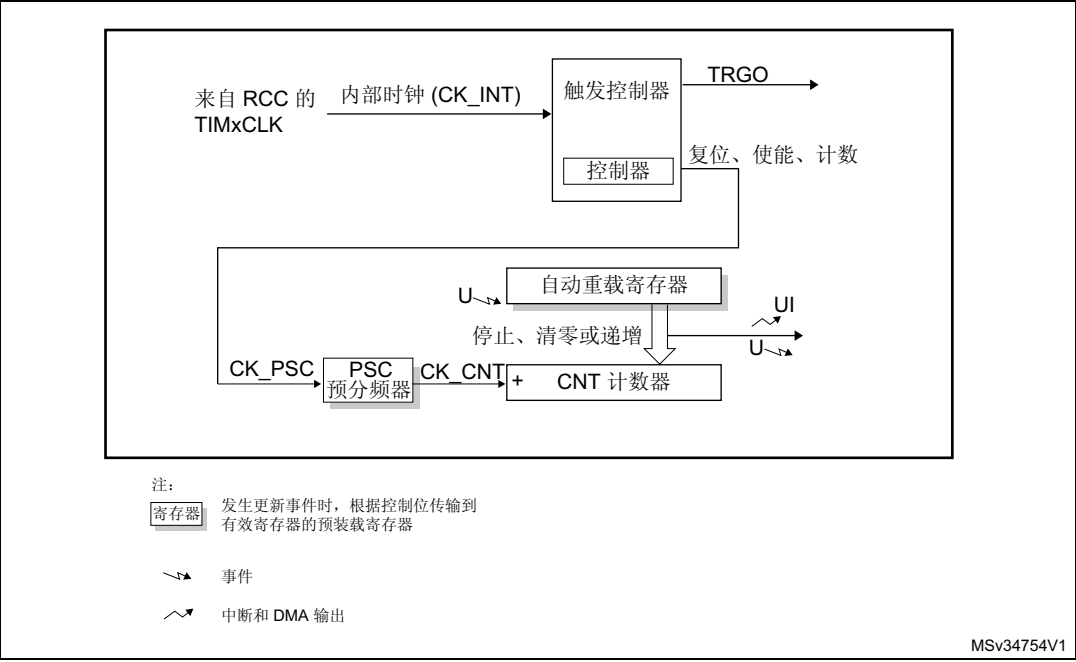 来自 RCC 的
TIMxCLK
内部时钟 (CK_INT)
触发控制器
TRGO
控制器
复位、使能、计数
U
自动重载寄存器
停止、清零或递增
UI
U
CK_PSC
PSC
预分频器
CK_CNT
+ CNT 计数器
注：
寄存器
发生更新事件时，根据控制位传输到
有效寄存器的预装载寄存器
事件
中断和 DMA 输出
MSv34754V1